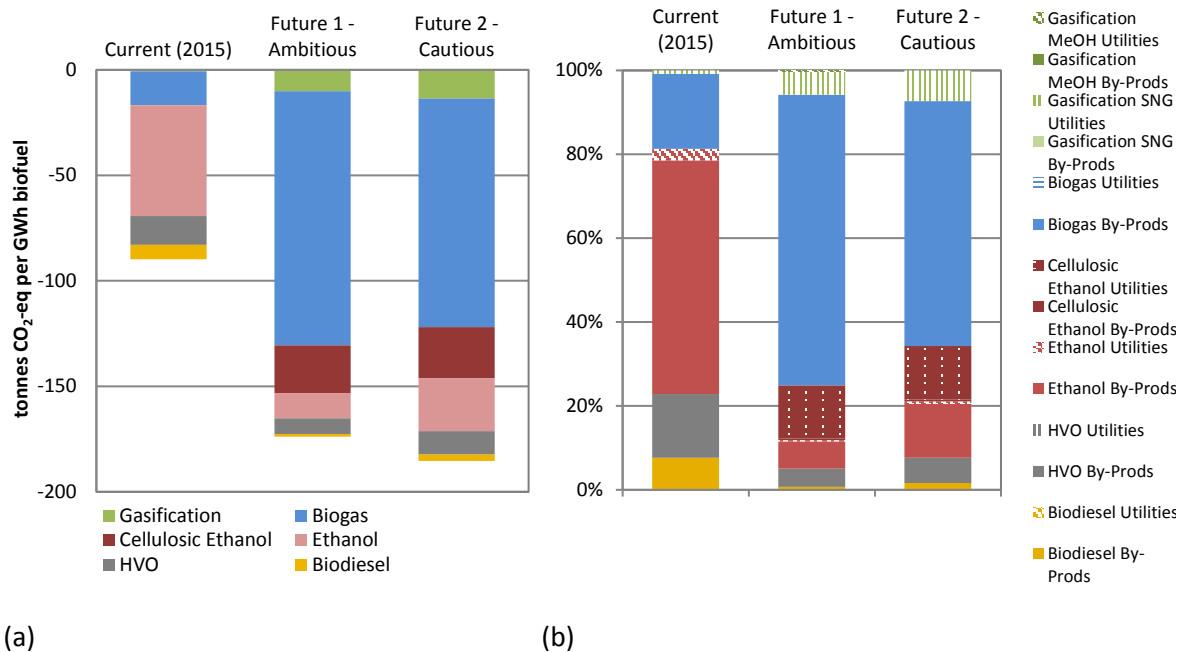 Current (2015)
Future 1 -
Ambitious
Future 2 -
Cautious
0
-50
-100
-150
-200
tonnes CO₂-eq per GWh biofuel
Gasification
Biogas
Cellulosic Ethanol
Ethanol
HVO
Biodiesel
(a)
Current
(2015)
Future 1 -
Ambitious
Future 2 -
Cautious
100%
80%
60%
40%
20%
0%
Gasification
MeOH Utilities
Gasification
MeOH By-Prods
Gasification SNG
Utilities
Gasification SNG
By-Prods
Biogas Utilities
Biogas By-Prods
Cellulosic
Ethanol Utilities
Cellulosic
Ethanol By-Prods
Ethanol Utilities
Ethanol By-Prods
HVO Utilities
HVO By-Prods
Biodiesel Utilities
Biodiesel By-
Prods
(b)